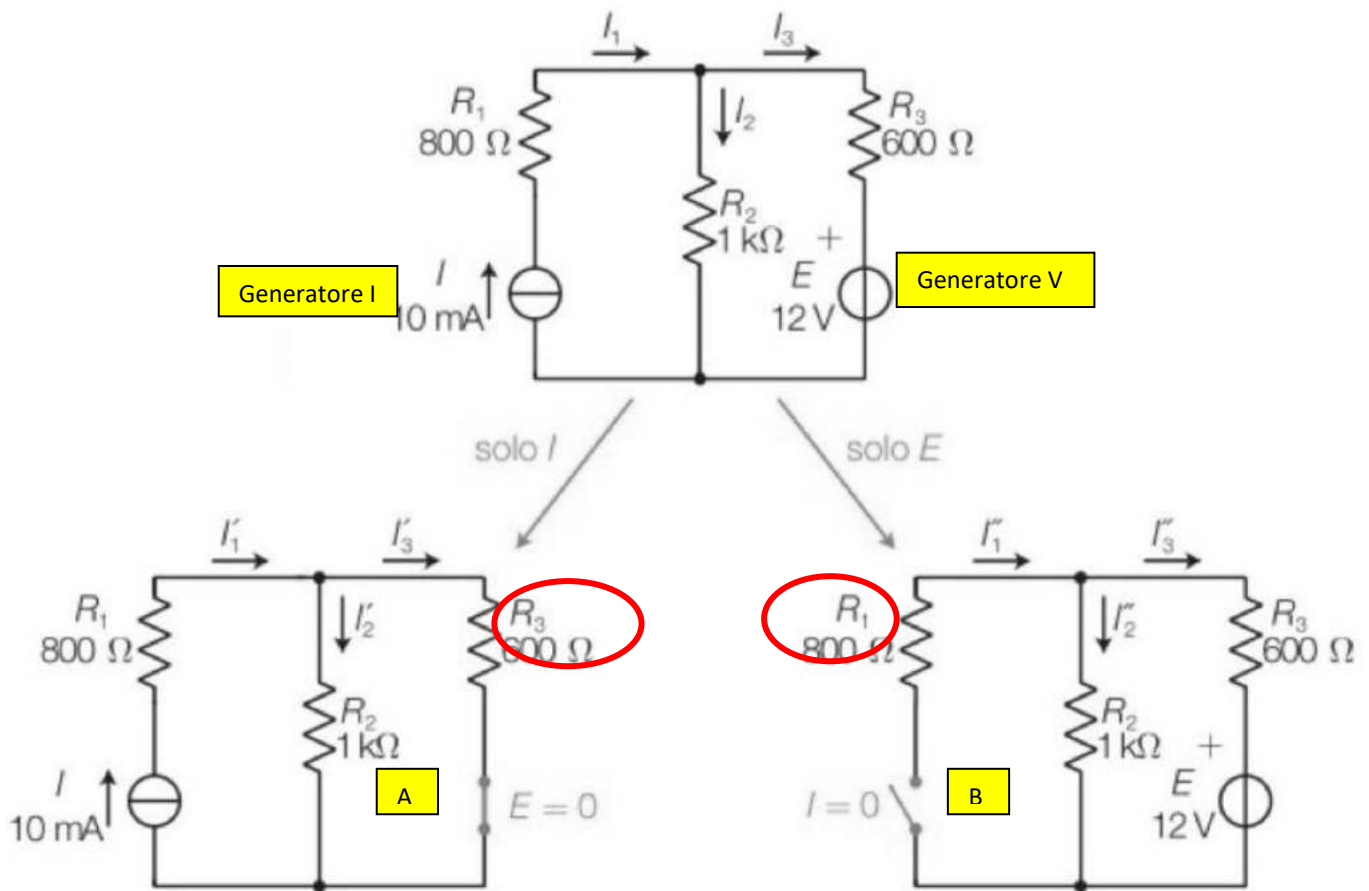 I₁
I₃
R₁
800 Ω
I₂
R₃
600 Ω
R₂
1 kΩ
+
Generatore I
I
10 mA
E
12 V
Generatore V
solo I
solo E
I′₁
I′₃
R₁
800 Ω
I′₂
R₃
600 Ω
R₂
1 kΩ
I
10 mA
A
E = 0
I″₁
I″₃
R₁
800 Ω
I″₂
R₃
600 Ω
R₂
1 kΩ
+
I = 0
B
E
12 V